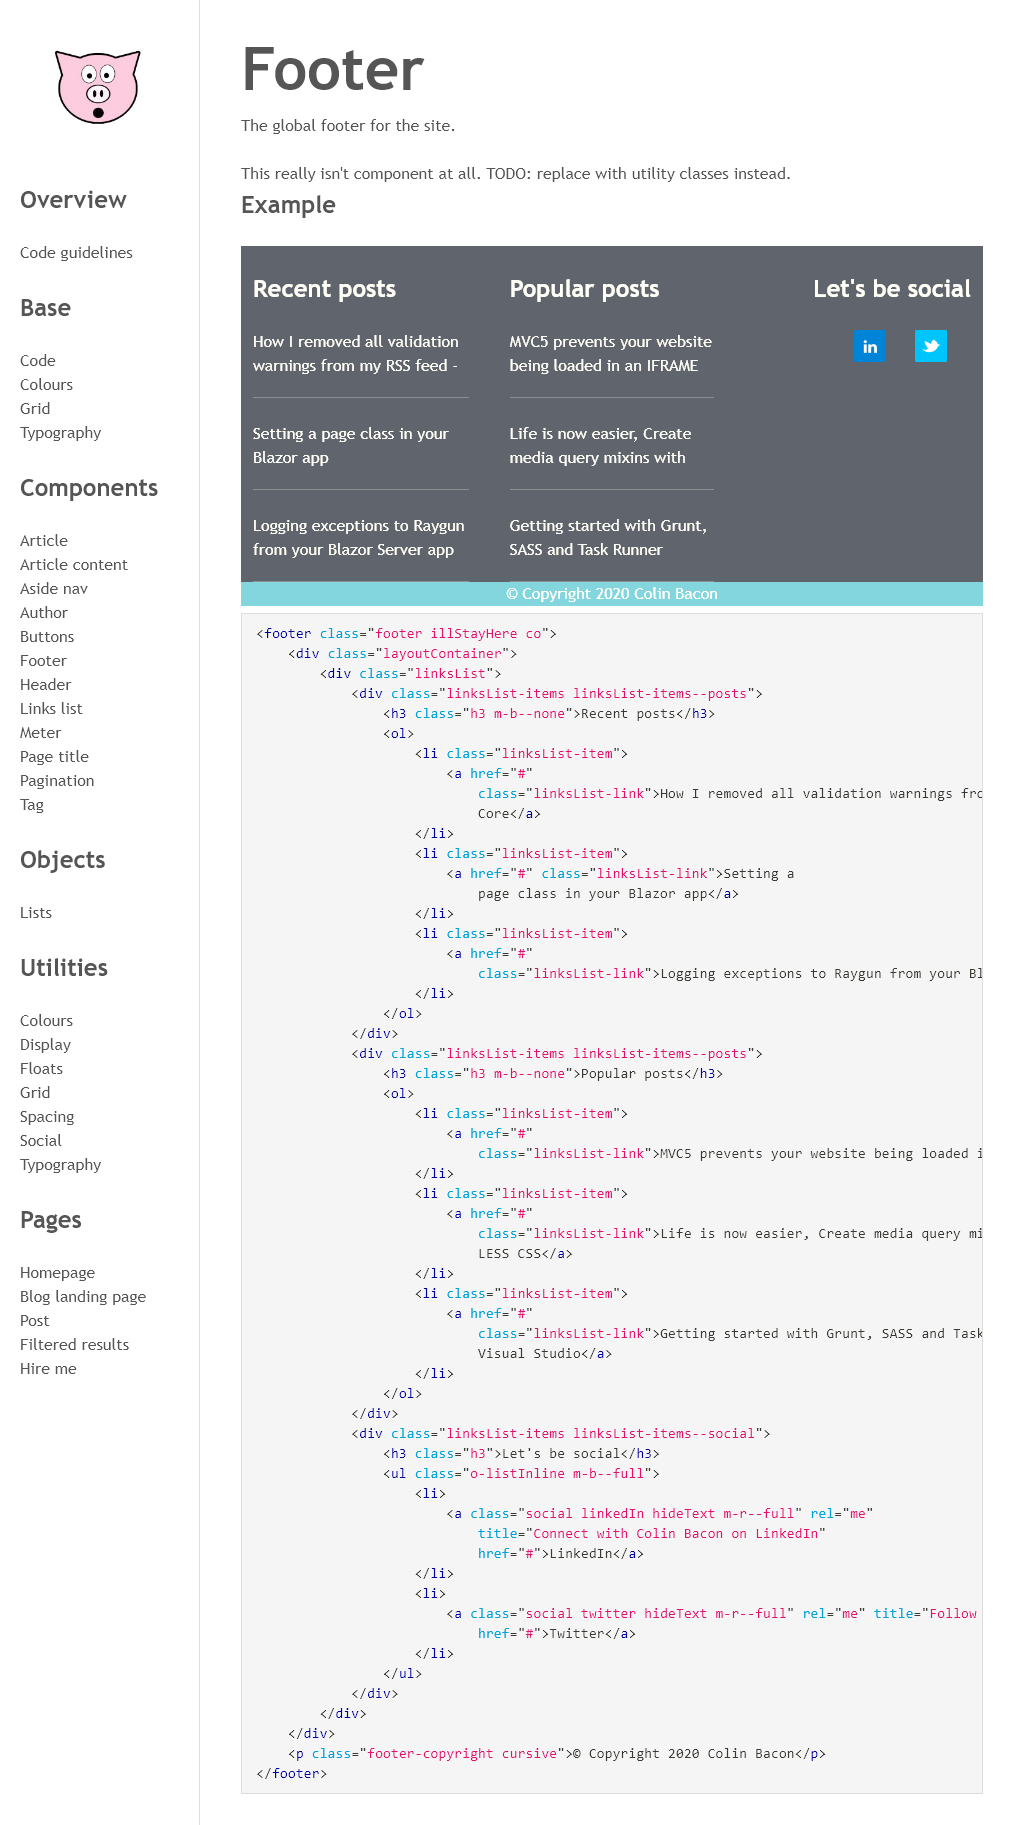 Overview
Code guidelines
Base
Code
Colours
Grid
Typography
Components
Article
Article content
Aside nav
Author
Buttons
Footer
Header
Links list
Meter
Page title
Pagination
Tag
Objects
Lists
Utilities
Colours
Display
Floats
Grid
Spacing
Social
Typography
Pages
Homepage
Blog landing page
Post
Filtered results
Hire me
Footer
The global footer for the site.
This really isn't component at all. TODO: replace with utility classes instead.
Example
Recent posts
How I removed all validation
warnings from my RSS feed -
Setting a page class in your
Blazor app
Logging exceptions to Raygun
from your Blazor Server app
Popular posts
MVC5 prevents your website
being loaded in an IFRAME
Life is now easier, Create
media query mixins with
Getting started with Grunt,
SASS and Task Runner
Let's be social
in
© Copyright 2020 Colin Bacon
<footer class="footer illStayHere co">
    <div class="layoutContainer">
        <div class="linksList">
            <div class="linksList-items linksList-items--posts">
                <h3 class="h3 m-b--none">Recent posts</h3>
                <ol>
                    <li class="linksList-item">
                        <a href="#"
                            class="linksList-link">How I removed all validation warnings fro
                            Core</a>
                    </li>
                    <li class="linksList-item">
                        <a href="#" class="linksList-link">Setting a
                            page class in your Blazor app</a>
                    </li>
                    <li class="linksList-item">
                        <a href="#"
                            class="linksList-link">Logging exceptions to Raygun from your Bl
                    </li>
                </ol>
            </div>
            <div class="linksList-items linksList-items--posts">
                <h3 class="h3 m-b--none">Popular posts</h3>
                <ol>
                    <li class="linksList-item">
                        <a href="#"
                            class="linksList-link">MVC5 prevents your website being loaded i
                    </li>
                    <li class="linksList-item">
                        <a href="#"
                            class="linksList-link">Life is now easier, Create media query mi
                            LESS CSS</a>
                    </li>
                    <li class="linksList-item">
                        <a href="#"
                            class="linksList-link">Getting started with Grunt, SASS and Task
                            Visual Studio</a>
                    </li>
                </ol>
            </div>
            <div class="linksList-items linksList-items--social">
                <h3 class="h3">Let's be social</h3>
                <ul class="o-listInline m-b--full">
                    <li>
                        <a class="social linkedIn hideText m-r--full" rel="me"
                            title="Connect with Colin Bacon on LinkedIn"
                            href="#">LinkedIn</a>
                    </li>
                    <li>
                        <a class="social twitter hideText m-r--full" rel="me" title="Follow
                            href="#">Twitter</a>
                    </li>
                </ul>
            </div>
        </div>
    </div>
    <p class="footer-copyright cursive">© Copyright 2020 Colin Bacon</p>
</footer>